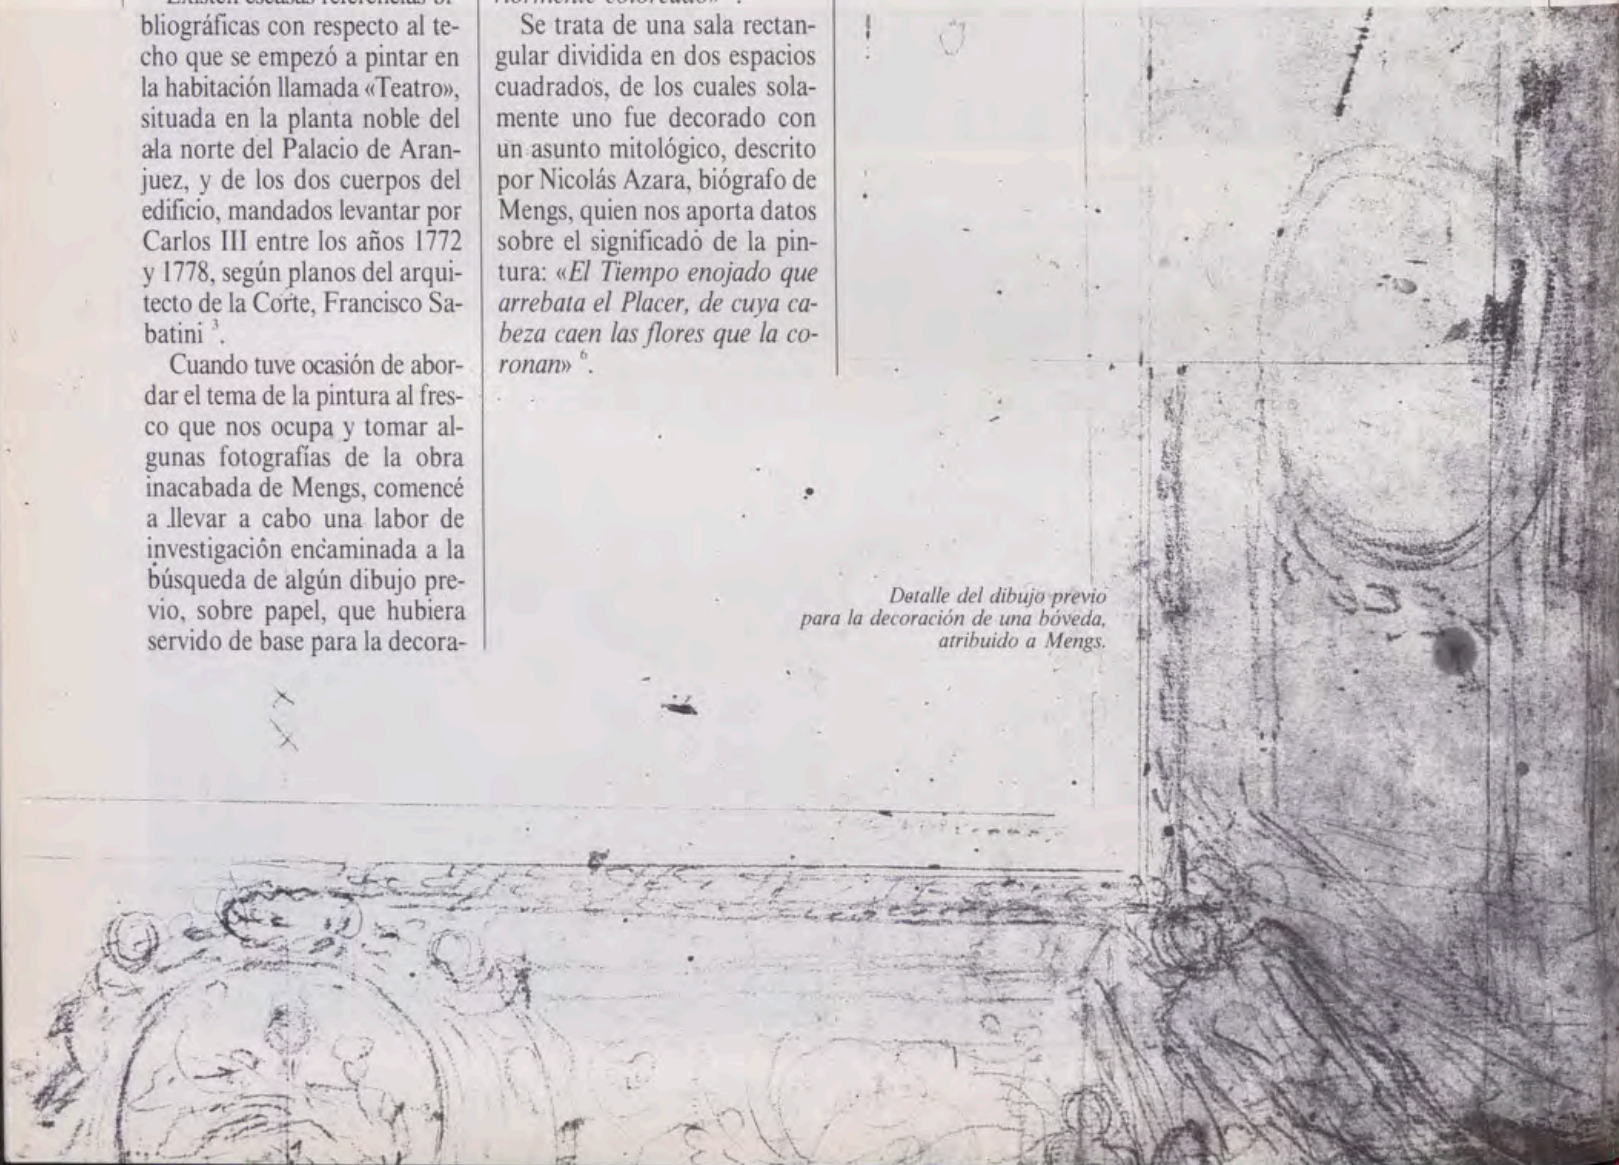 Existen escasas referencias bi-
bliográficas con respecto al te-
cho que se empezó a pintar en
la habitación llamada «Teatro»,
situada en la planta noble del
ala norte del Palacio de Aran-
juez, y de los dos cuerpos del
edificio, mandados levantar por
Carlos III entre los años 1772
y 1778, según planos del arqui-
tecto de la Corte, Francisco Sa-
batini ³.
Cuando tuve ocasión de abor-
dar el tema de la pintura al fres-
co que nos ocupa y tomar al-
gunas fotografías de la obra
inacabada de Mengs, comencé
a llevar a cabo una labor de
investigación encaminada a la
búsqueda de algún dibujo pre-
vio, sobre papel, que hubiera
servido de base para la decora-
Se trata de una sala rectan-
gular dividida en dos espacios
cuadrados, de los cuales sola-
mente uno fue decorado con
un asunto mitológico, descrito
por Nicolás Azara, biógrafo de
Mengs, quien nos aporta datos
sobre el significado de la pin-
tura: «El Tiempo enojado que
arrebata el Placer, de cuya ca-
beza caen las flores que la co-
ronan» ⁶.
Detalle del dibujo previo
para la decoración de una bóveda,
atribuido a Mengs.